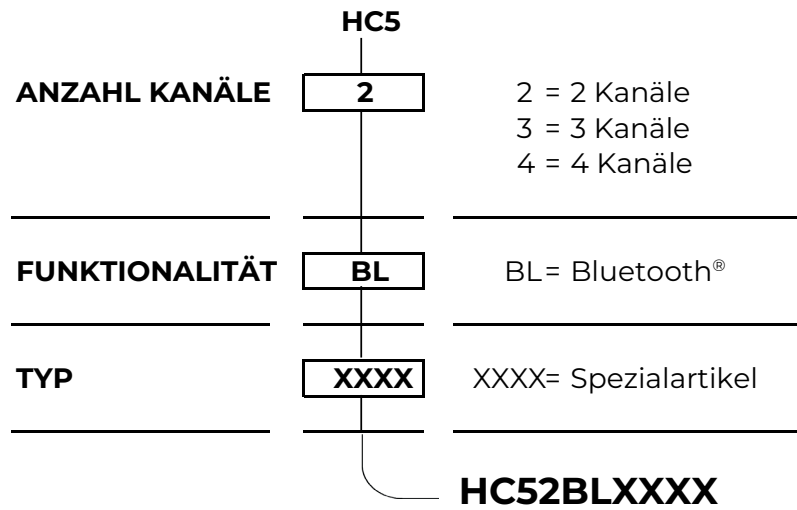 HC5
ANZAHL KANÄLE 2 2 = 2 Kanäle
3 = 3 Kanäle
4 = 4 Kanäle
FUNKTIONALITÄT BL BL= Bluetooth®
TYP XXXX XXXX= Spezialartikel
HC52BLXXXX